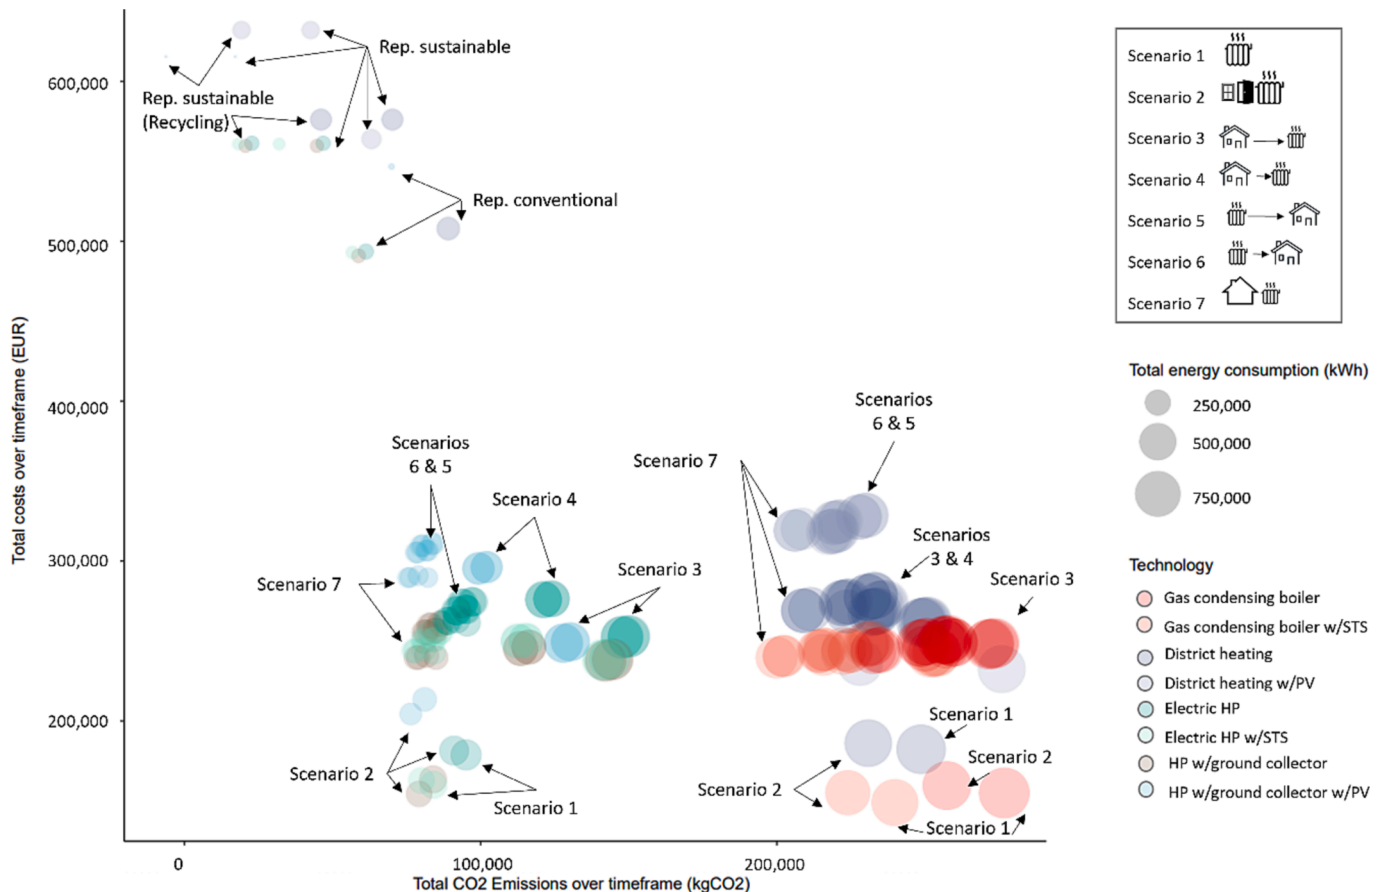 Total costs over timeframe (EUR)
600,000
500,000
400,000
300,000
200,000
0
100,000
200,000
Total CO2 Emissions over timeframe (kgCO2)
Rep. sustainable
Rep. sustainable
(Recycling)
Rep. conventional
Scenarios
6 & 5
Scenario 4
Scenario 3
Scenario 7
Scenario 2
Scenario 1
Scenarios
6 & 5
Scenario 7
Scenarios
3 & 4
Scenario 3
Scenario 1
Scenario 2
Scenario 2
Scenario 1
Scenario 1
Scenario 2
Scenario 3
Scenario 4
Scenario 5
Scenario 6
Scenario 7
Total energy consumption (kWh)
250,000
500,000
750,000
Technology
Gas condensing boiler
Gas condensing boiler w/STS
District heating
District heating w/PV
Electric HP
Electric HP w/STS
HP w/ground collector
HP w/ground collector w/PV